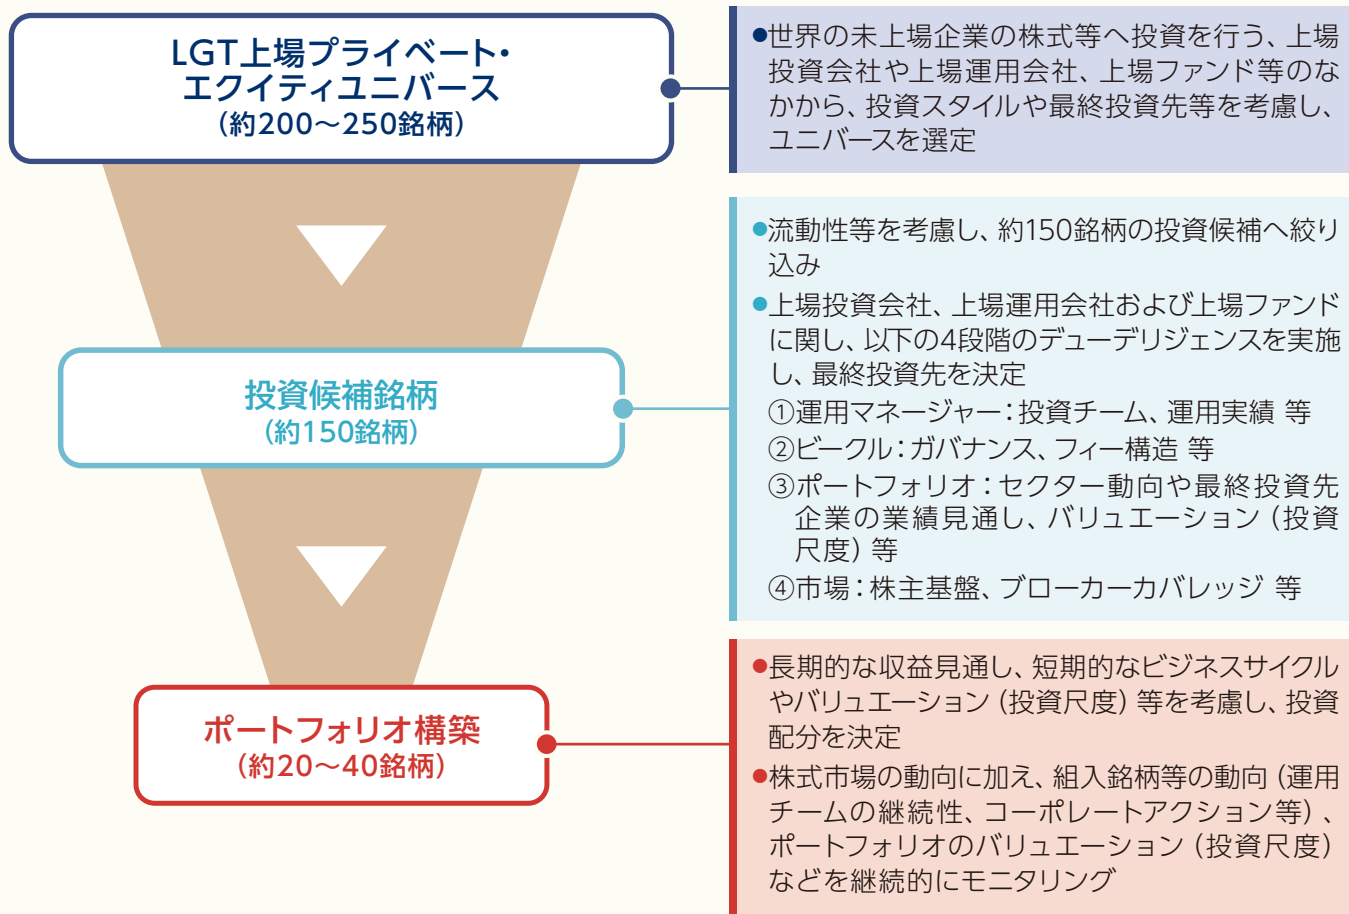 LGT上場プライベート・
エクイティユニバース
（約200～250銘柄）
●世界の未上場企業の株式等へ投資を行う、上場
投資会社や上場運用会社、上場ファンド等のな
かから、投資スタイルや最終投資先等を考慮し、
ユニバースを選定
投資候補銘柄
（約150銘柄）
●流動性等を考慮し、約150銘柄の投資候補へ絞り
込み
●上場投資会社、上場運用会社および上場ファンド
に関し、以下の4段階のデューデリジェンスを実施
し、最終投資先を決定
①運用マネージャー：投資チーム、運用実績 等
②ビークル：ガバナンス、フィー構造 等
③ポートフォリオ：セクター動向や最終投資先
企業の業績見通し、バリュエーション（投資
尺度）等
④市場：株主基盤、ブローカーカバレッジ 等
ポートフォリオ構築
（約20～40銘柄）
●長期的な収益見通し、短期的なビジネスサイクル
やバリュエーション（投資尺度）等を考慮し、投資
配分を決定
●株式市場の動向に加え、組入銘柄等の動向（運用
チームの継続性、コーポレートアクション等）、
ポートフォリオのバリュエーション（投資尺度）
などを継続的にモニタリング